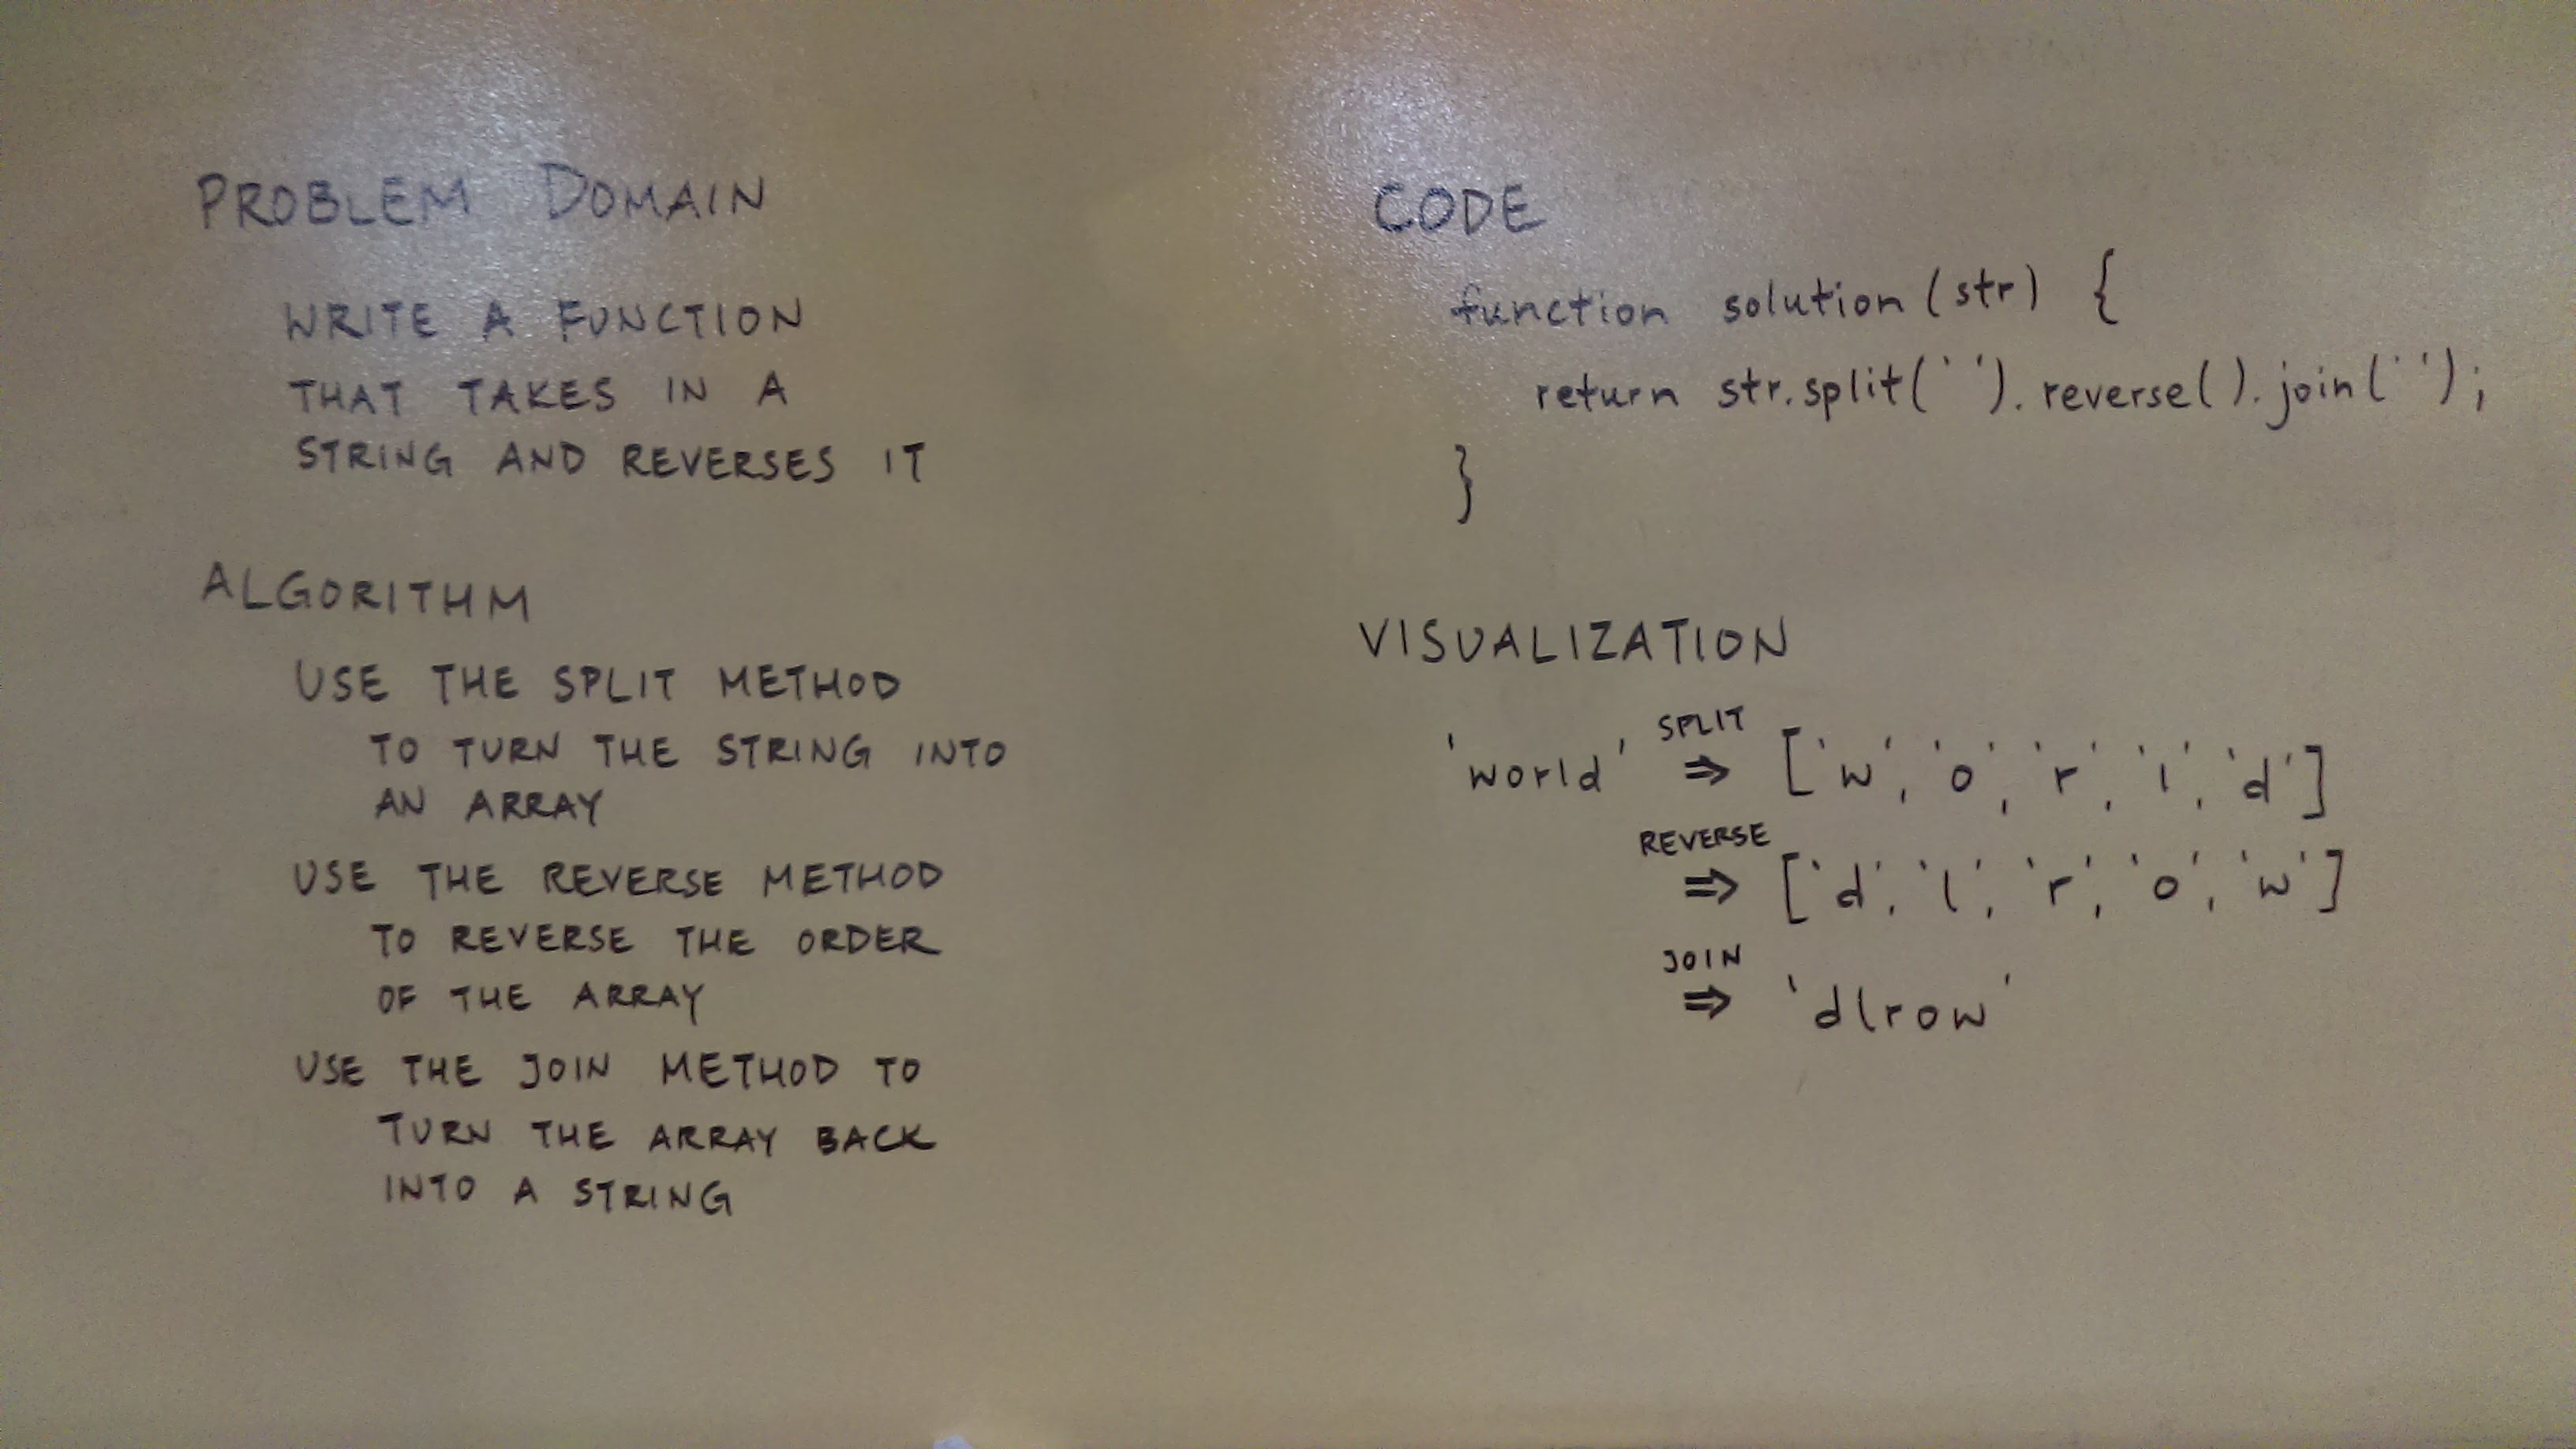 PROBLEM DOMAIN
WRITE A FUNCTION
THAT TAKES IN A
STRING AND REVERSES IT
ALGORITHM
USE THE SPLIT METHOD
TO TURN THE STRING INTO
AN ARRAY
USE THE REVERSE METHOD
TO REVERSE THE ORDER
OF THE ARRAY
USE THE JOIN METHOD TO
TURN THE ARRAY BACK
INTO A STRING
CODE
function solution(str) {
return str.split('').reverse().join('');
}
VISUALIZATION
SPLIT
'world' ⇒ ['w', 'o', 'r', 'l', 'd']
REVERSE
⇒ ['d', 'l', 'r', 'o', 'w']
JOIN
⇒ 'dlrow'